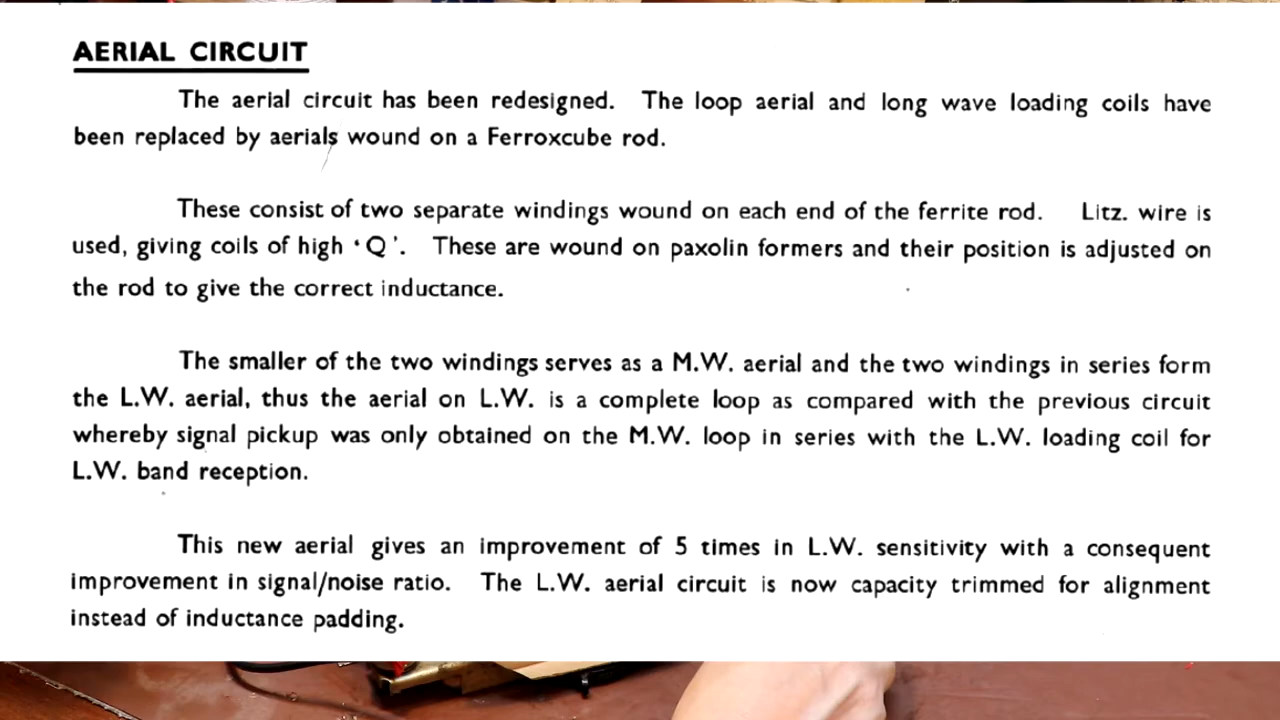 AERIAL CIRCUIT
The aerial circuit has been redesigned. The loop aerial and long wave loading coils have
been replaced by aerials wound on a Ferroxcube rod.
These consist of two separate windings wound on each end of the ferrite rod. Litz. wire is
used, giving coils of high ‘Q’. These are wound on paxolin formers and their position is adjusted on
the rod to give the correct inductance.
The smaller of the two windings serves as a M.W. aerial and the two windings in series form
the L.W. aerial, thus the aerial on L.W. is a complete loop as compared with the previous circuit
whereby signal pickup was only obtained on the M.W. loop in series with the L.W. loading coil for
L.W. band reception.
This new aerial gives an improvement of 5 times in L.W. sensitivity with a consequent
improvement in signal/noise ratio. The L.W. aerial circuit is now capacity trimmed for alignment
instead of inductance padding.